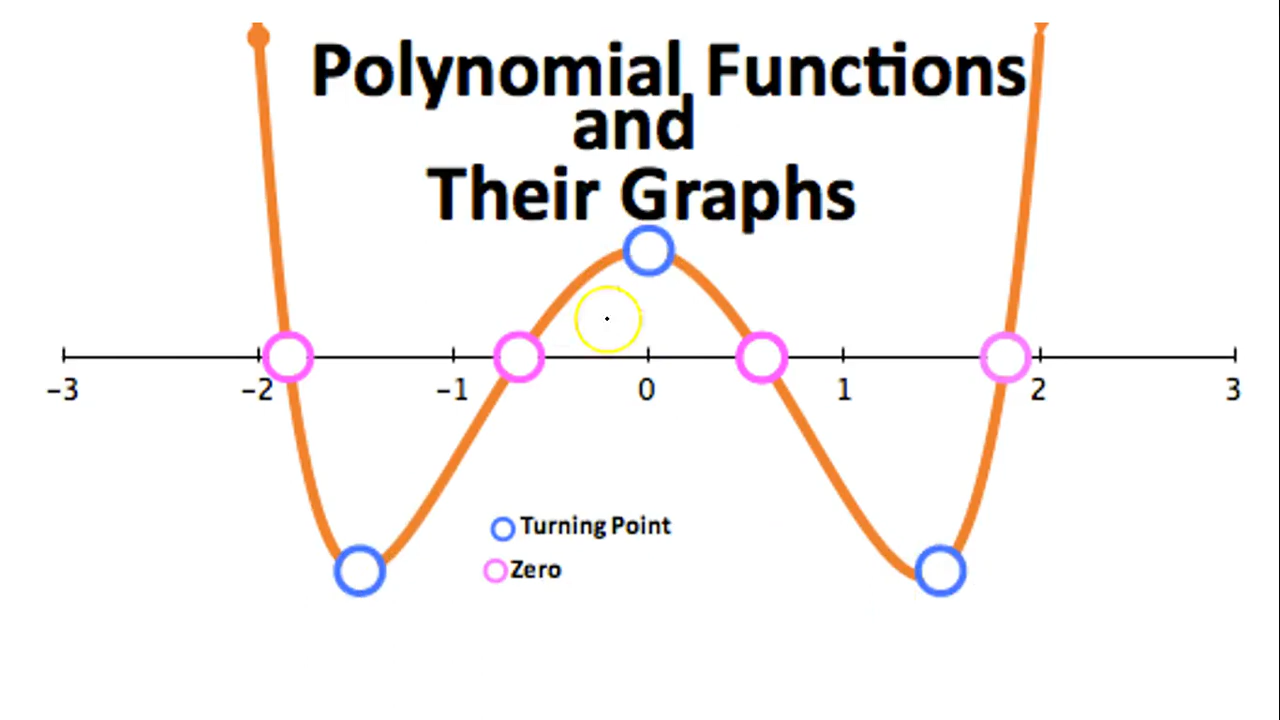 Polynomial Functions
and
Their Graphs
-3 -2 -1 0 1 2 3
Turning Point
Zero